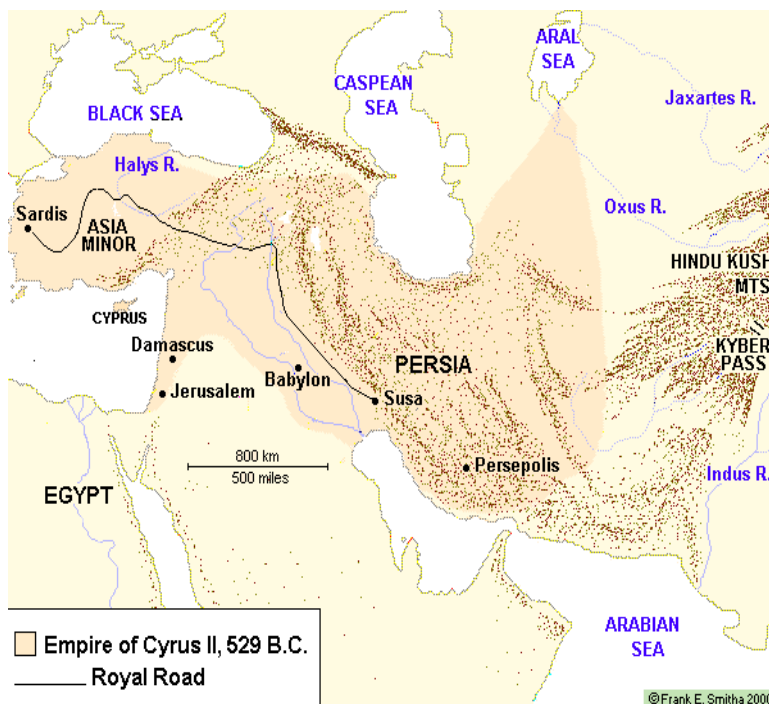 ARAL
SEA
CASPEAN
SEA
Jaxartes R.
BLACK SEA
Halys R.
Oxus R.
Sardis
ASIA
MINOR
HINDU KUSH
MTS
CYPRUS
KYBER
PASS
Damascus
PERSIA
Babylon
Jerusalem
Susa
800 km
500 miles
Persepolis
Indus R.
EGYPT
ARABIAN
SEA
Empire of Cyrus II, 529 B.C.
Royal Road
©Frank E. Smitha 2000